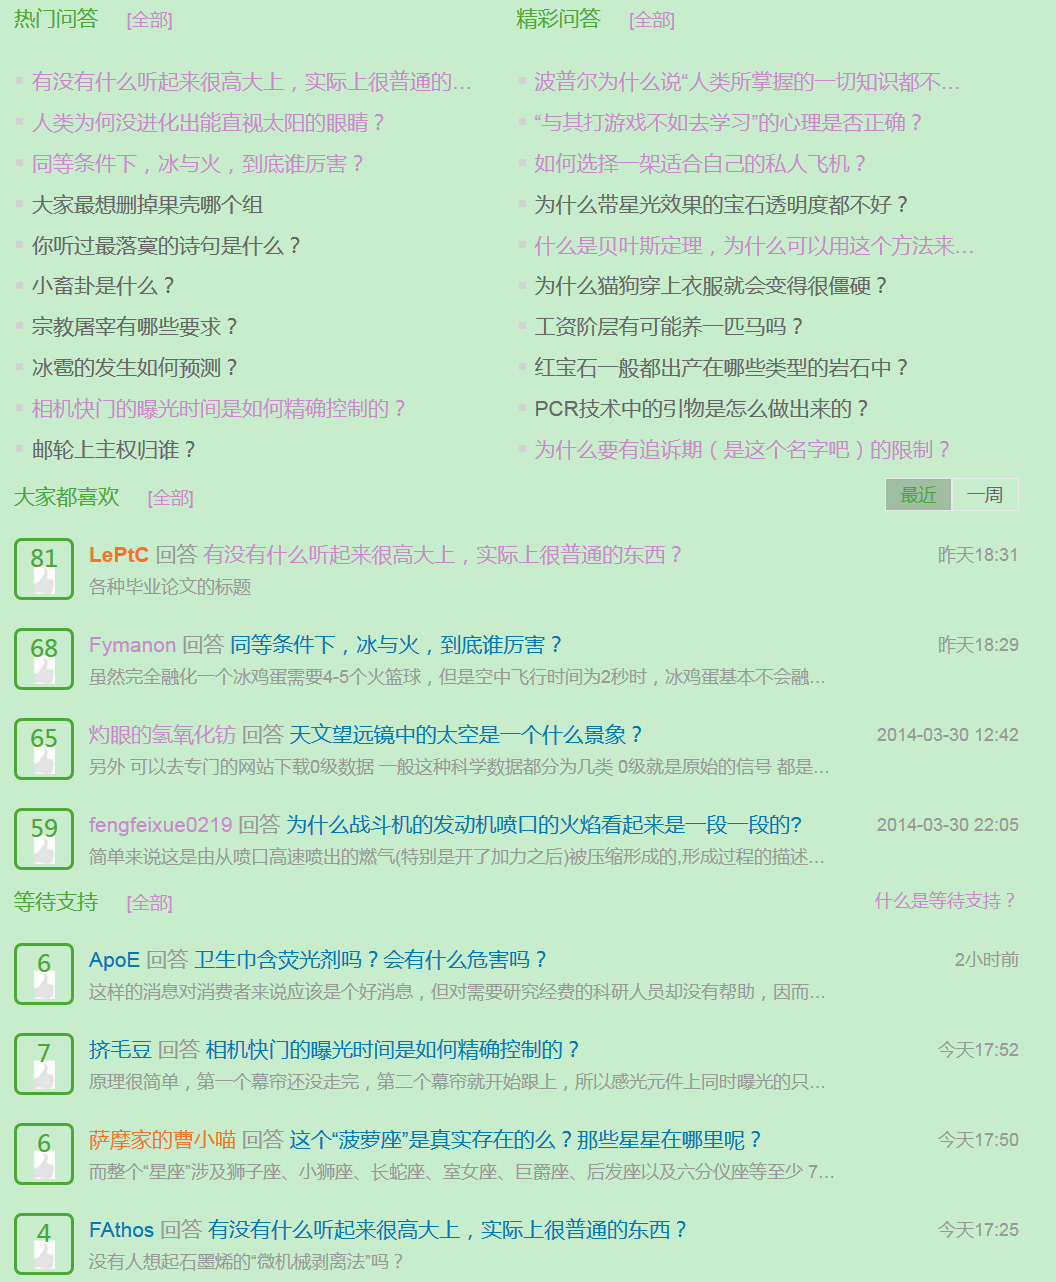 热门问答 [全部]
有没有什么听起来很高大上，实际上很普通的…
人类为何没进化出能直视太阳的眼睛？
同等条件下，冰与火，到底谁厉害？
大家最想删掉果壳哪个组
你听过最落寞的诗句是什么？
小畜卦是什么？
宗教屠宰有哪些要求？
冰雹的发生如何预测？
相机快门的曝光时间是如何精确控制的？
邮轮上主权归谁？
精彩问答 [全部]
波普尔为什么说“人类所掌握的一切知识都不…
“与其打游戏不如去学习”的心理是否正确？
如何选择一架适合自己的私人飞机？
为什么带星光效果的宝石透明度都不好？
什么是贝叶斯定理，为什么可以用这个方法来…
为什么猫狗穿上衣服就会变得很僵硬？
工资阶层有可能养一匹马吗？
红宝石一般都出产在哪些类型的岩石中？
PCR技术中的引物是怎么做出来的？
为什么要有追诉期（是这个名字吧）的限制？
大家都喜欢 [全部] 最近 一周
81 LePtC 回答 有没有什么听起来很高大上，实际上很普通的东西？ 昨天18:31
各种毕业论文的标题
68 Fymanon 回答 同等条件下，冰与火，到底谁厉害？ 昨天18:29
虽然完全融化一个冰鸡蛋需要4-5个火篮球，但是空中飞行时间为2秒时，冰鸡蛋基本不会融…
65 灼眼的氢氧化钫 回答 天文望远镜中的太空是一个什么景象？ 2014-03-30 12:42
另外 可以去专门的网站下载0级数据 一般这种科学数据都分为几类 0级就是原始的信号 都是…
59 fengfeixue0219 回答 为什么战斗机的发动机喷口的火焰看起来是一段一段的? 2014-03-30 22:05
简单来说这是由从喷口高速喷出的燃气(特别是开了加力之后)被压缩形成的,形成过程的描述…
等待支持 [全部] 什么是等待支持？
6 ApoE 回答 卫生巾含荧光剂吗？会有什么危害吗？ 2小时前
这样的消息对消费者来说应该是个好消息，但对需要研究经费的科研人员却没有帮助，因而…
7 挤毛豆 回答 相机快门的曝光时间是如何精确控制的？ 今天17:52
原理很简单，第一个幕帘还没走完，第二个幕帘就开始跟上，所以感光元件上同时曝光的只…
6 萨摩家的曹小喵 回答 这个“菠萝座”是真实存在的么？那些星星在哪里呢？ 今天17:50
而整个“星座”涉及狮子座、小狮座、长蛇座、室女座、巨爵座、后发座以及六分仪座等至少 7…
4 FAthos 回答 有没有什么听起来很高大上，实际上很普通的东西？ 今天17:25
没有人想起石墨烯的“微机械剥离法”吗？